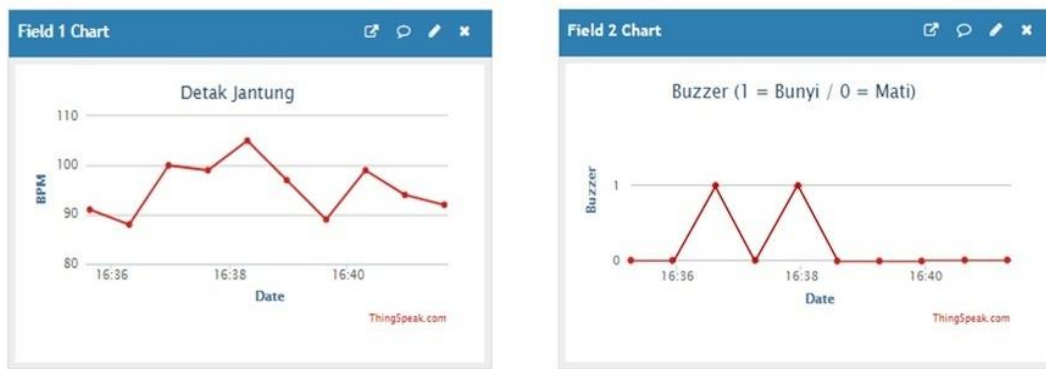 Field 1 Chart
Detak Jantung
110
100
90
80
BPM
16:36
16:38
16:40
Date
ThingSpeak.com
Field 2 Chart
Buzzer (1 = Bunyi / 0 = Mati)
1
0
Buzzer
16:36
16:38
16:40
Date
ThingSpeak.com